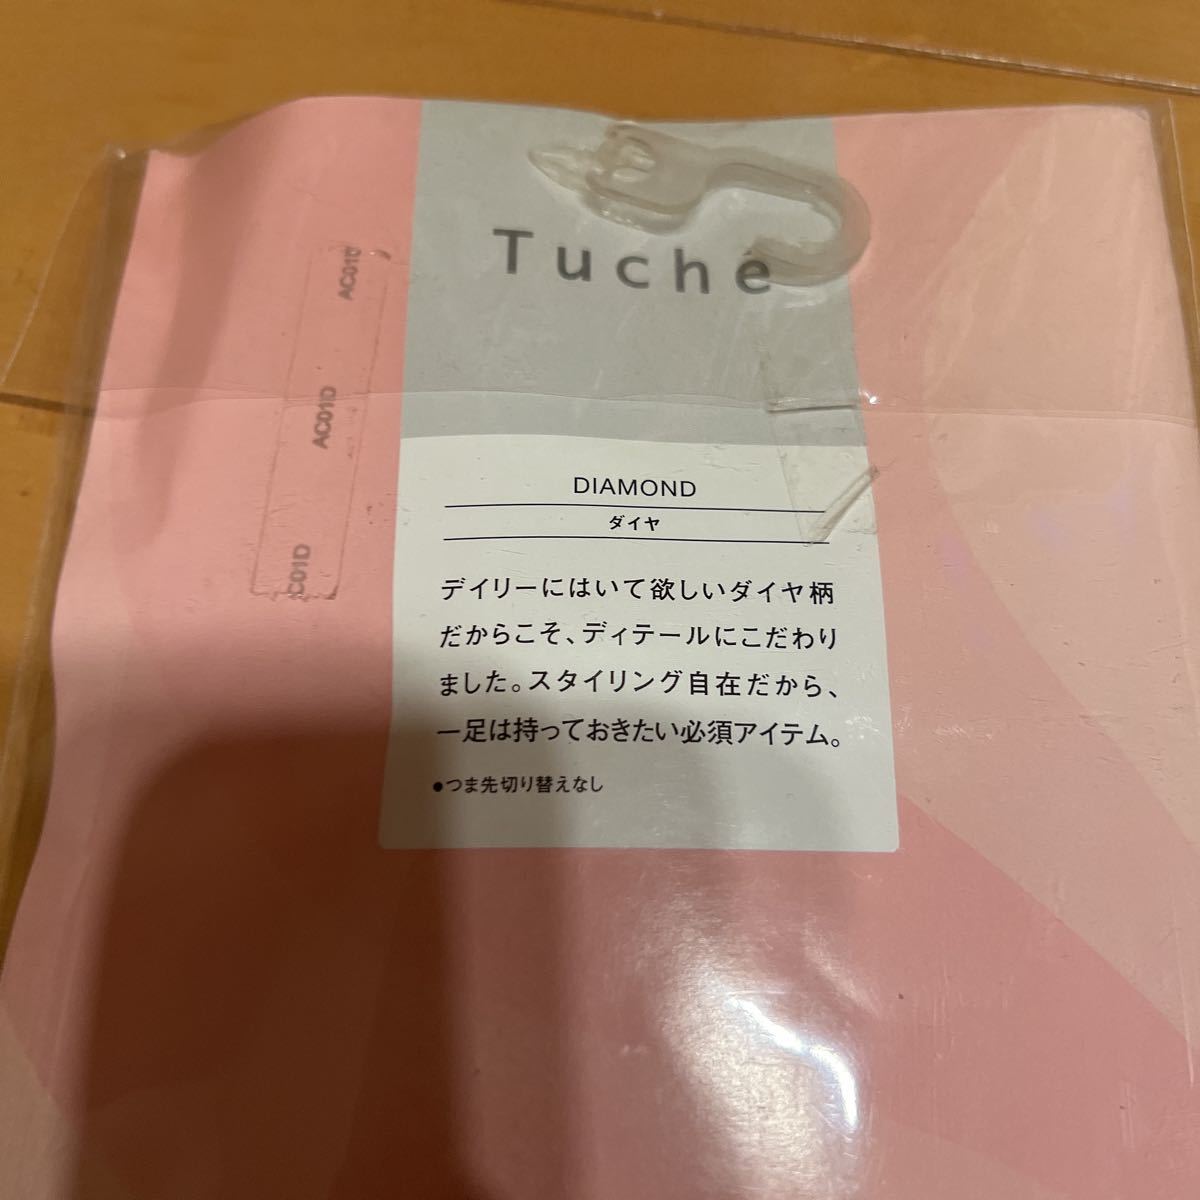 Tuche
AC01D
AC01D
C01D
DIAMOND
ダイヤ
デイリーにはいて欲しいダイヤ柄
だからこそ、ディテールにこだわり
ました。スタイリング自在だから、
一足は持っておきたい必須アイテム。
●つま先切り替えなし